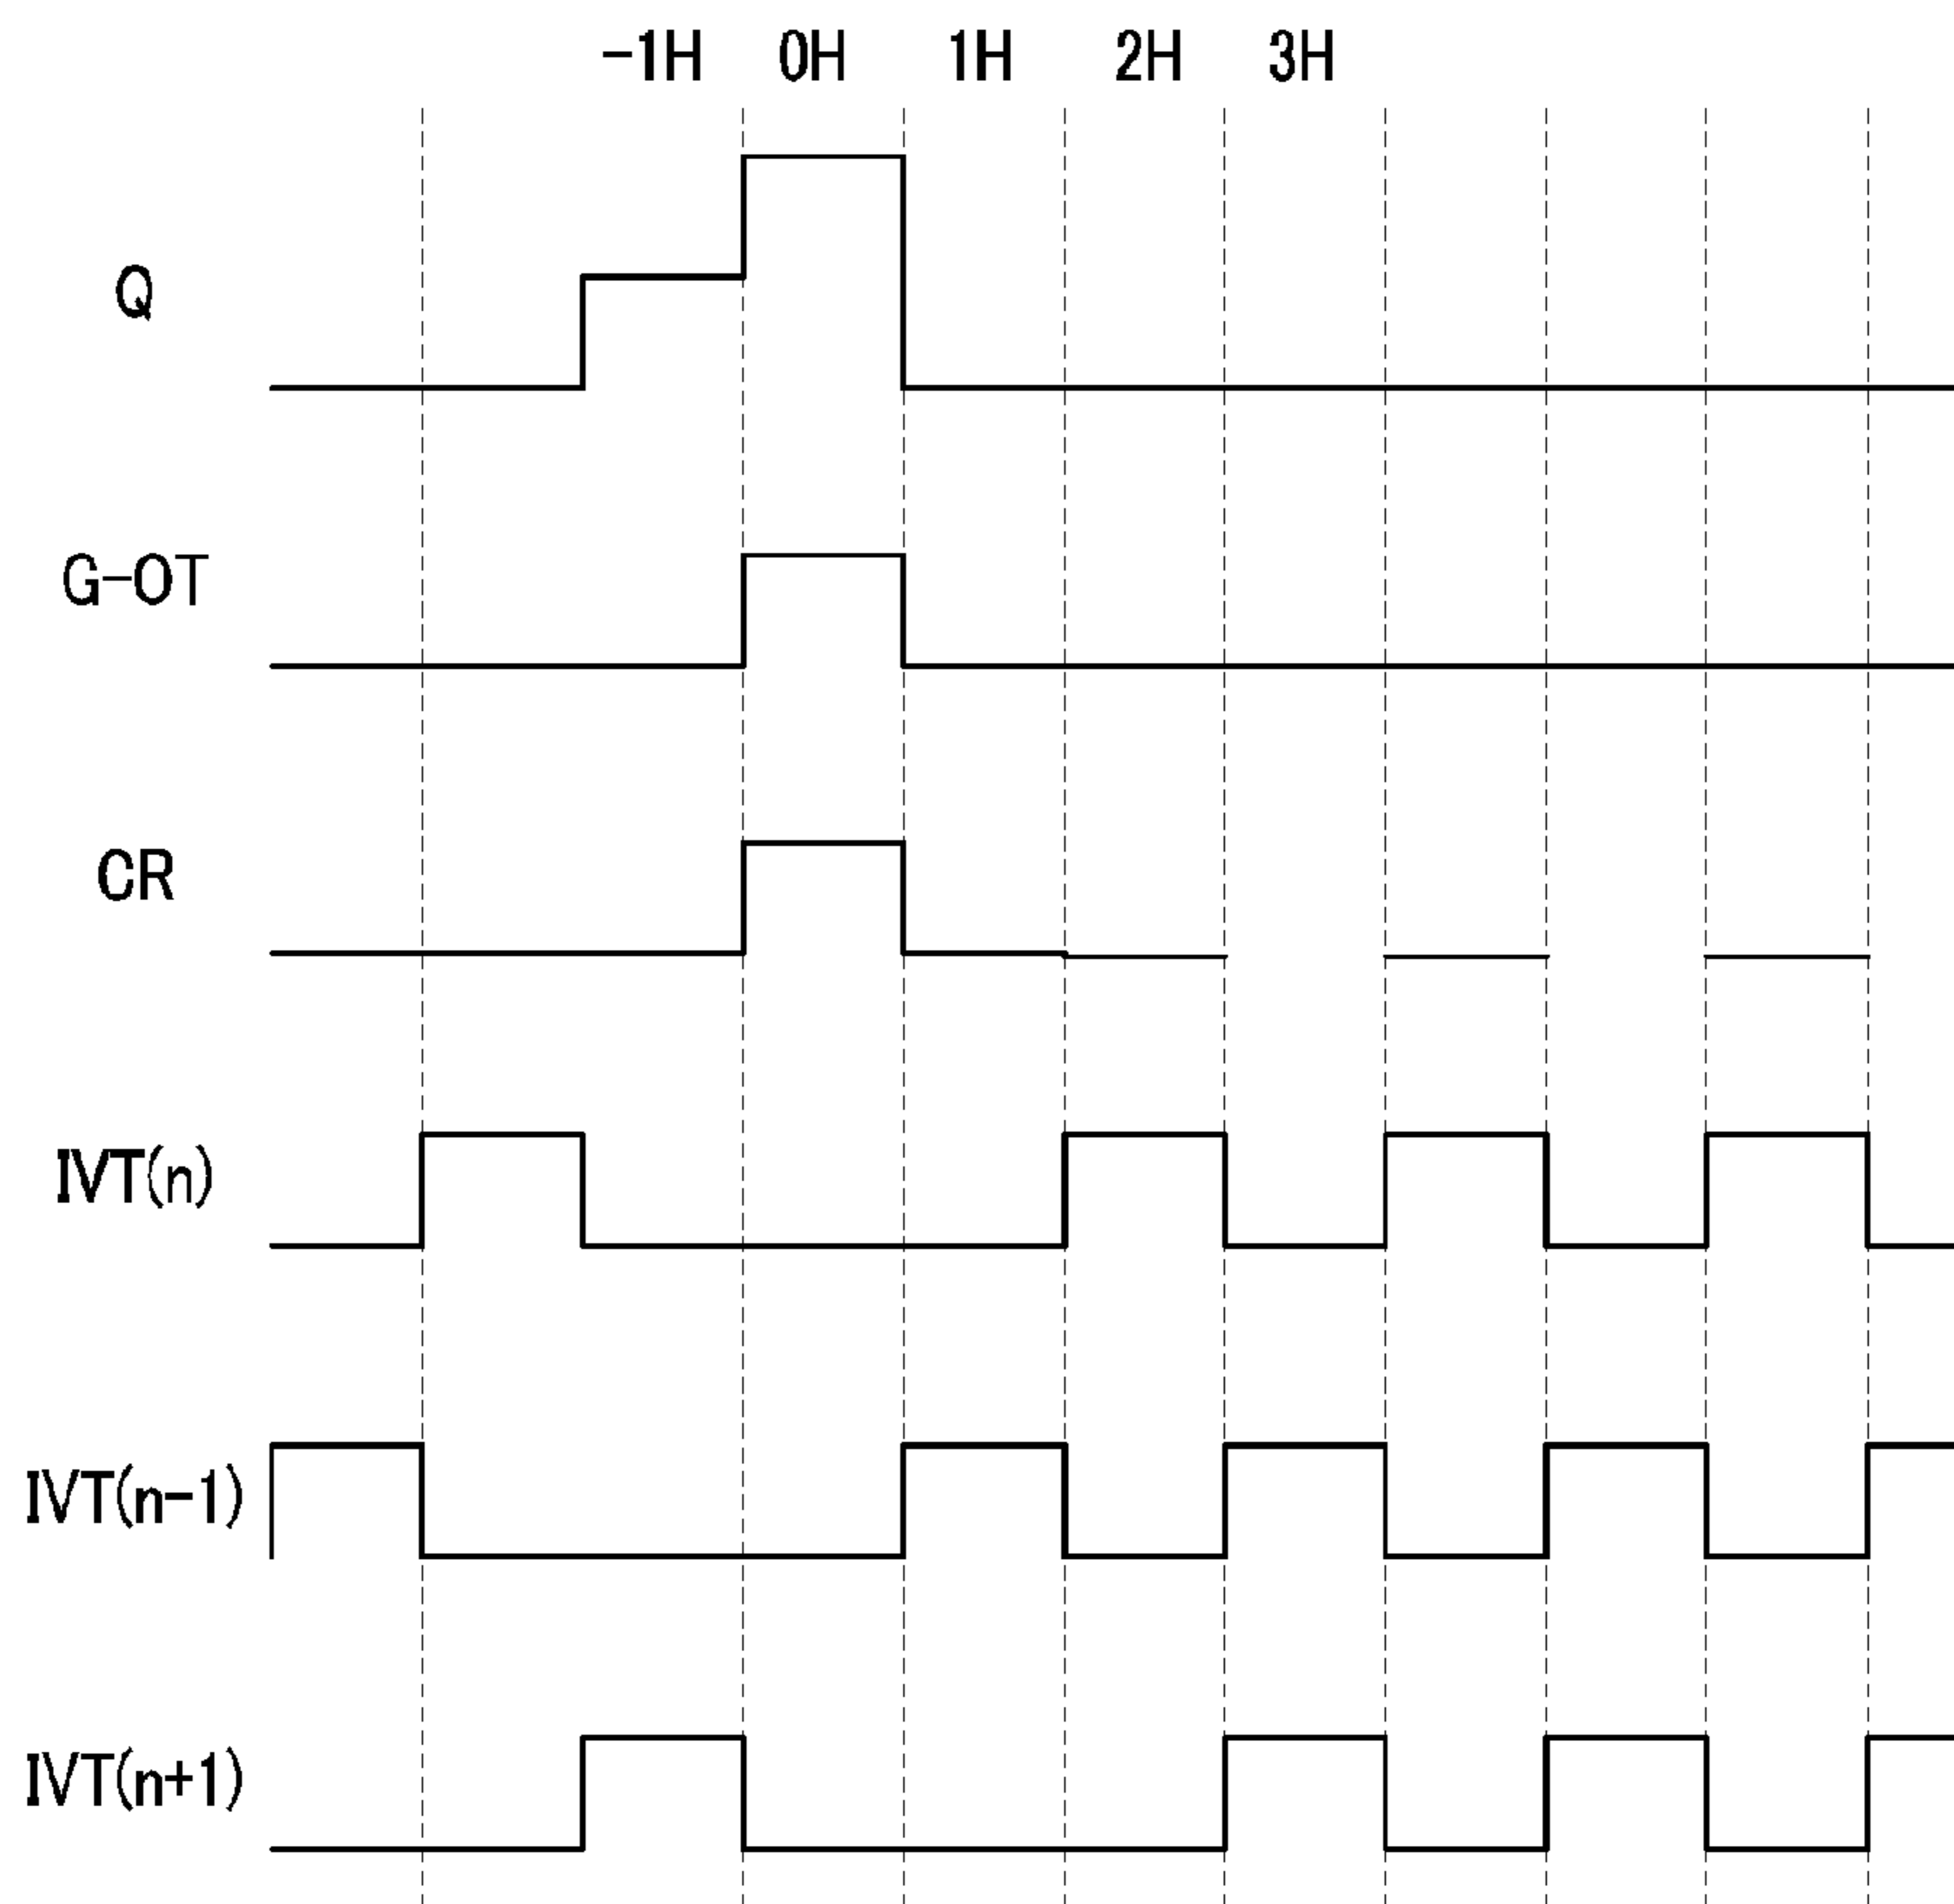 -1H 0H 1H 2H 3H
Q
G-OT
CR
IVT(n)
IVT(n-1)
IVT(n+1)